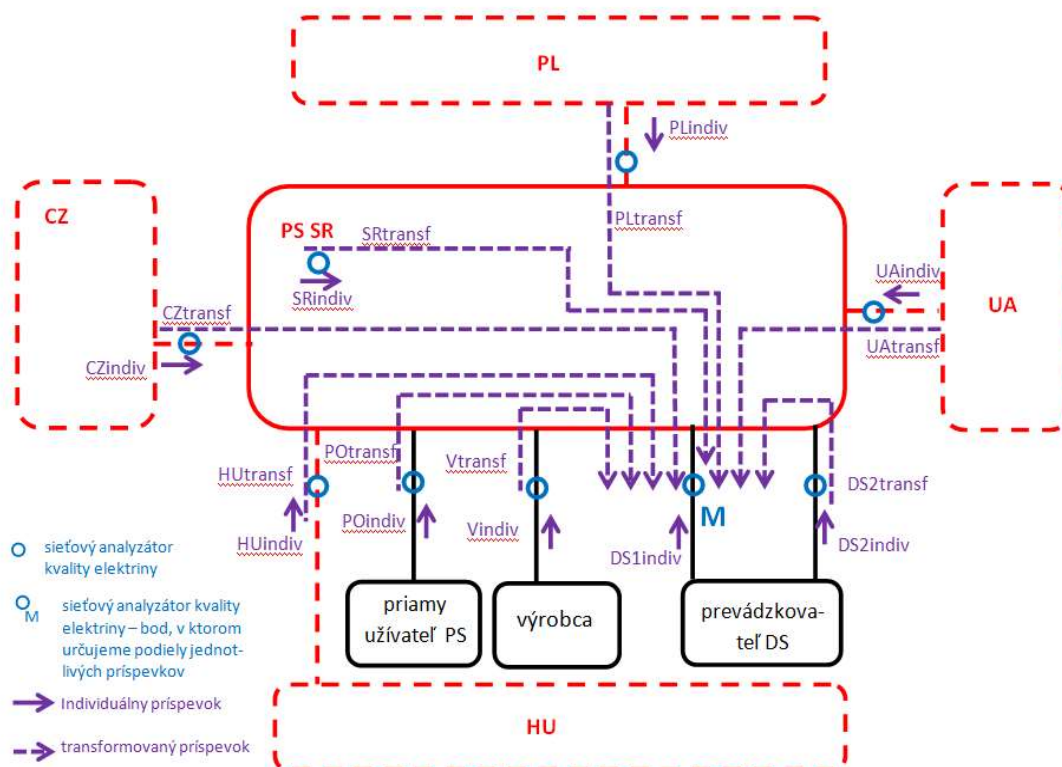 PL
PLindiv
CZ
PS SR
SRtransf
PLtransf
UAindiv
UA
SRindiv
CZtransf
UAtransf
CZindiv
POtransf
Vtransf
HUtransf
DS2transf
M
POindiv
Vindiv
HUindiv
DS1indiv
DS2indiv
sieťový analyzátor
kvality elektriny
priamy
užívateľ PS
výrobca
prevádzkova-
teľ DS
M
sieťový analyzátor kvality
elektriny – bod, v ktorom
určujeme podiely jednot-
livých príspevkov
Individuálny príspevok
HU
transformovaný príspevok